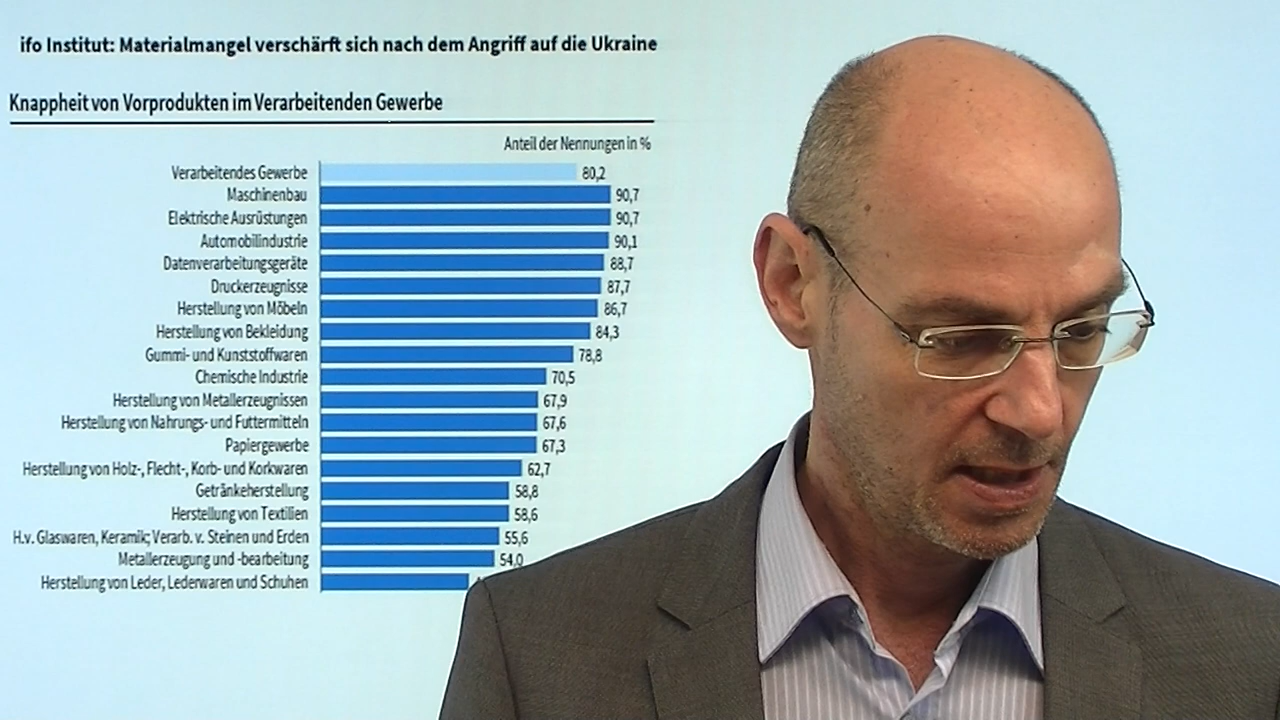 ifo Institut: Materialmangel verschärft sich nach dem Angriff auf die Ukraine
Knappheit von Vorprodukten im Verarbeitenden Gewerbe
Anteil der Nennungen in %
Verarbeitendes Gewerbe 80,2
Maschinenbau 90,7
Elektrische Ausrüstungen 90,7
Automobilindustrie 90,1
Datenverarbeitungsgeräte 88,7
Druckerzeugnisse 87,7
Herstellung von Möbeln 86,7
Herstellung von Bekleidung 84,3
Gummi- und Kunststoffwaren 78,8
Chemische Industrie 70,5
Herstellung von Metallerzeugnissen 67,9
Herstellung von Nahrungs- und Futtermitteln 67,6
Papiergewerbe 67,3
Herstellung von Holz-, Flecht-, Korb- und Korkwaren 62,7
Getränkeherstellung 58,8
Herstellung von Textilien 58,6
H.v. Glaswaren, Keramik; Verarb. v. Steinen und Erden 55,6
Metallerzeugung und -bearbeitung 54,0
Herstellung von Leder, Lederwaren und Schuhen